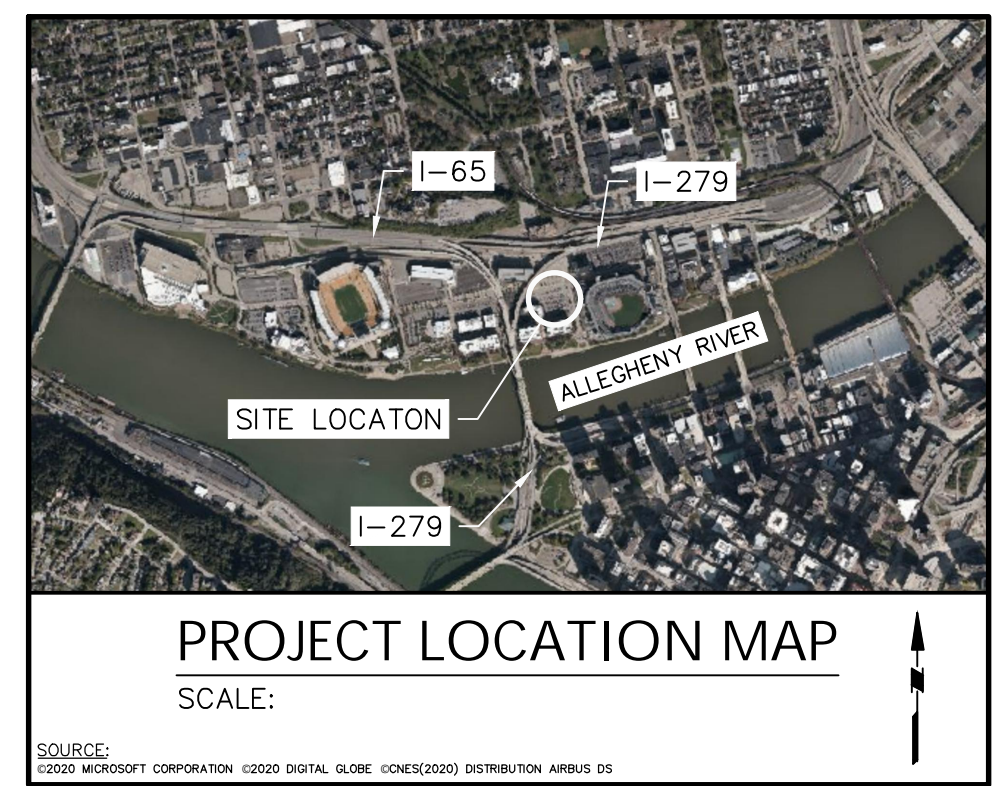 I-65
I-279
ALLEGHENY RIVER
SITE LOCATON
I-279
PROJECT LOCATION MAP
SCALE:
N
SOURCE:
©2020 MICROSOFT CORPORATION ©2020 DIGITAL GLOBE ©CNES(2020) DISTRIBUTION AIRBUS DS